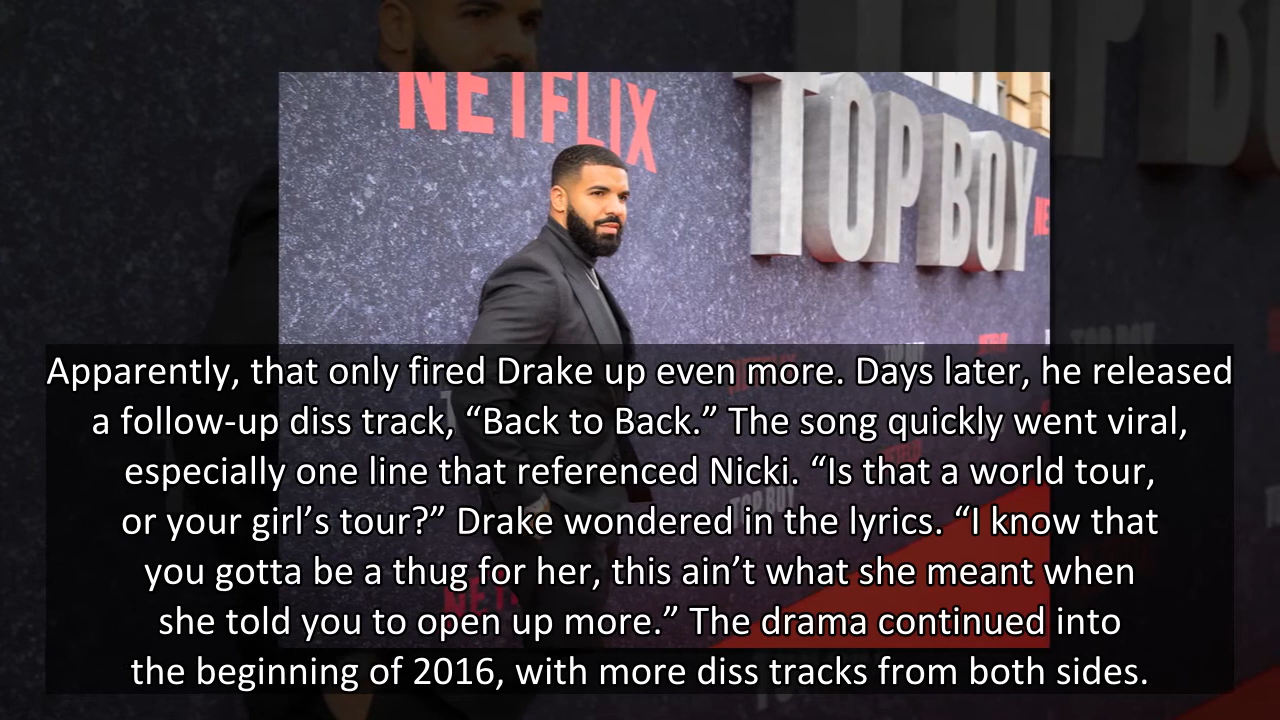 NETFLIX
TOP BOY
Apparently, that only fired Drake up even more. Days later, he released
a follow-up diss track, “Back to Back.” The song quickly went viral,
especially one line that referenced Nicki. “Is that a world tour,
or your girl’s tour?” Drake wondered in the lyrics. “I know that
you gotta be a thug for her, this ain’t what she meant when
she told you to open up more.” The drama continued into
the beginning of 2016, with more diss tracks from both sides.